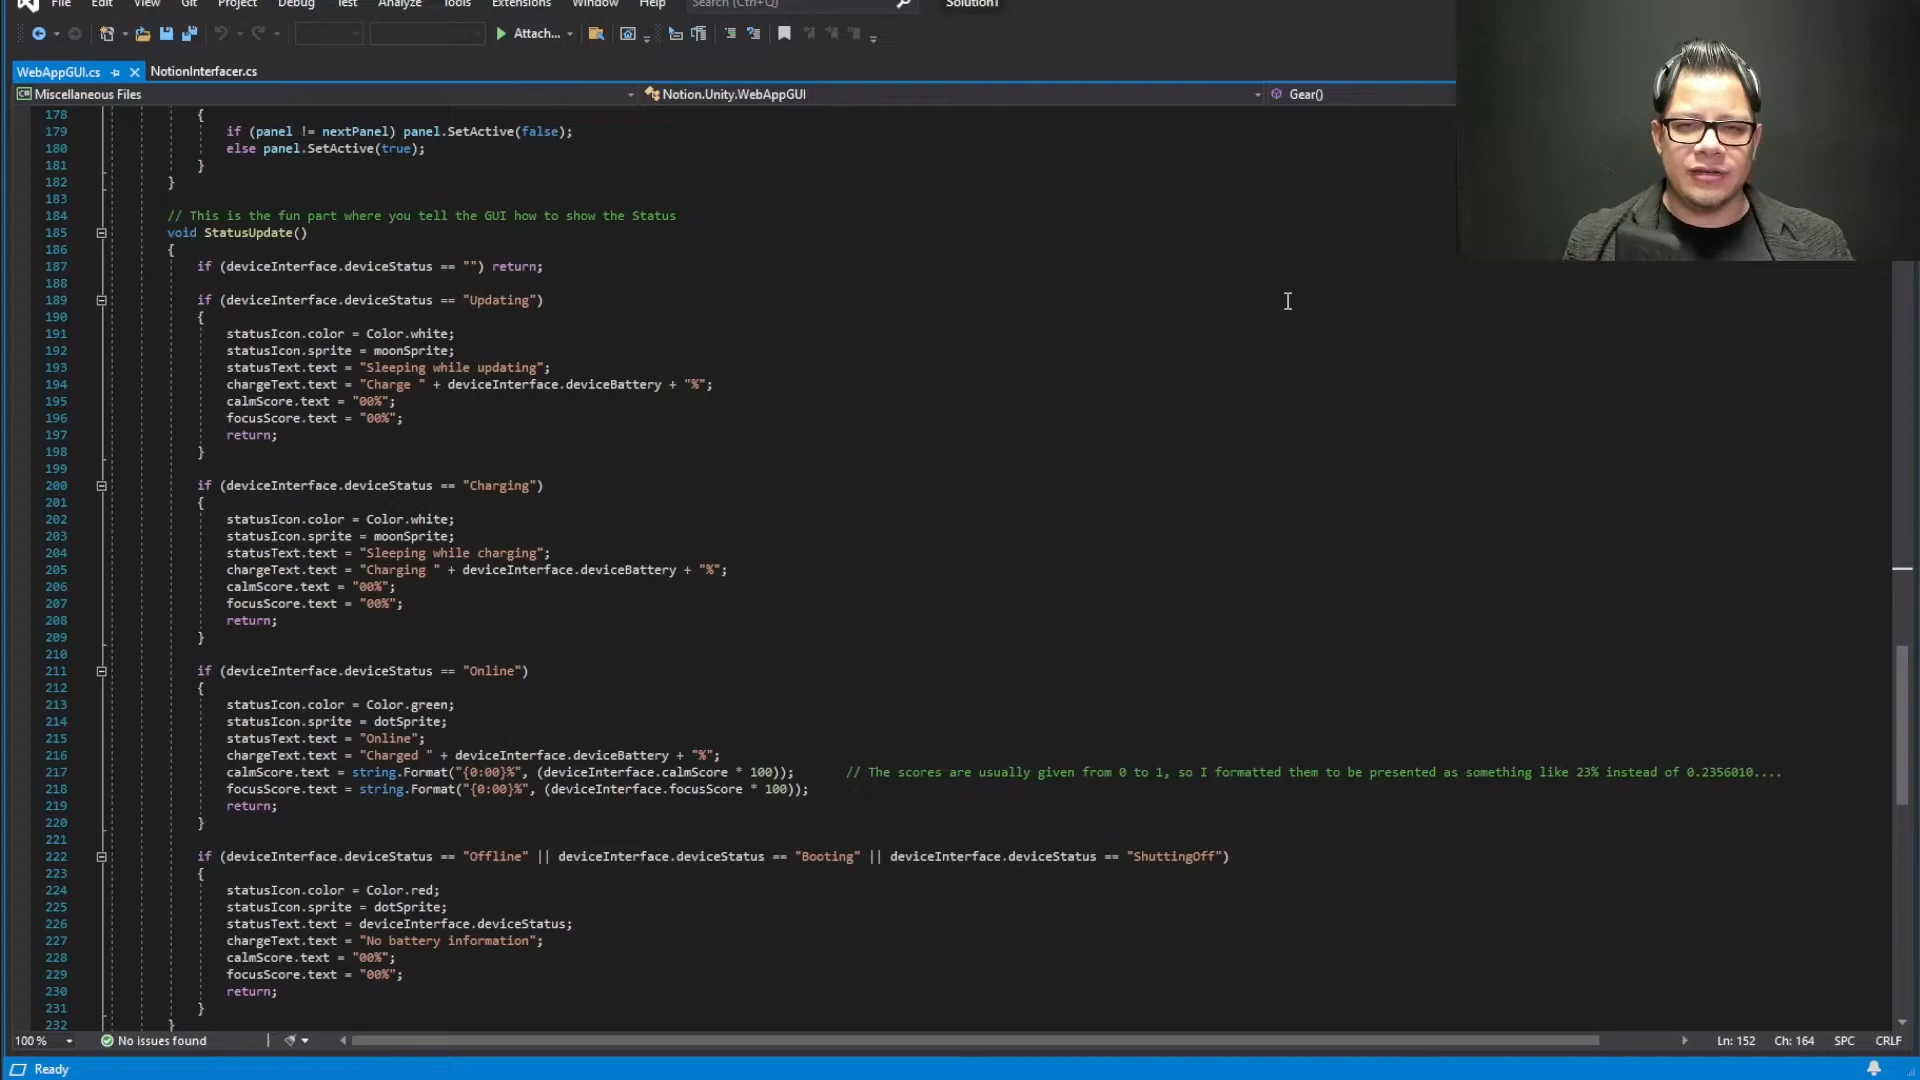 File Edit View Git Project Debug Test Analyze Tools Extensions Window Help Search (Ctrl+Q) Solution1
Attach...
WebAppGUI.cs NotionInterfacer.cs
Miscellaneous Files Notion.Unity.WebAppGUI Gear()
178 {
179 if (panel != nextPanel) panel.SetActive(false);
180 else panel.SetActive(true);
181 }
182 }
183
184 // This is the fun part where you tell the GUI how to show the Status
185 void StatusUpdate()
186 {
187 if (deviceInterface.deviceStatus == "") return;
188
189 if (deviceInterface.deviceStatus == "Updating")
190 {
191 statusIcon.color = Color.white;
192 statusIcon.sprite = moonSprite;
193 statusText.text = "Sleeping while updating";
194 chargeText.text = "Charge " + deviceInterface.deviceBattery + "%";
195 calmScore.text = "00%";
196 focusScore.text = "00%";
197 return;
198 }
199
200 if (deviceInterface.deviceStatus == "Charging")
201 {
202 statusIcon.color = Color.white;
203 statusIcon.sprite = moonSprite;
204 statusText.text = "Sleeping while charging";
205 chargeText.text = "Charging " + deviceInterface.deviceBattery + "%";
206 calmScore.text = "00%";
207 focusScore.text = "00%";
208 return;
209 }
210
211 if (deviceInterface.deviceStatus == "Online")
212 {
213 statusIcon.color = Color.green;
214 statusIcon.sprite = dotSprite;
215 statusText.text = "Online";
216 chargeText.text = "Charged " + deviceInterface.deviceBattery + "%";
217 calmScore.text = string.Format("{0:00}%", (deviceInterface.calmScore * 100)); // The scores are usually given from 0 to 1, so I formatted them to be presented as something like 23% instead of 0.2356010....
218 focusScore.text = string.Format("{0:00}%", (deviceInterface.focusScore * 100));
219 return;
220 }
221
222 if (deviceInterface.deviceStatus == "Offline" || deviceInterface.deviceStatus == "Booting" || deviceInterface.deviceStatus == "ShuttingOff")
223 {
224 statusIcon.color = Color.red;
225 statusIcon.sprite = dotSprite;
226 statusText.text = deviceInterface.deviceStatus;
227 chargeText.text = "No battery information";
228 calmScore.text = "00%";
229 focusScore.text = "00%";
230 return;
231 }
232 }
100 % No issues found Ln: 152 Ch: 164 SPC CRLF
Ready